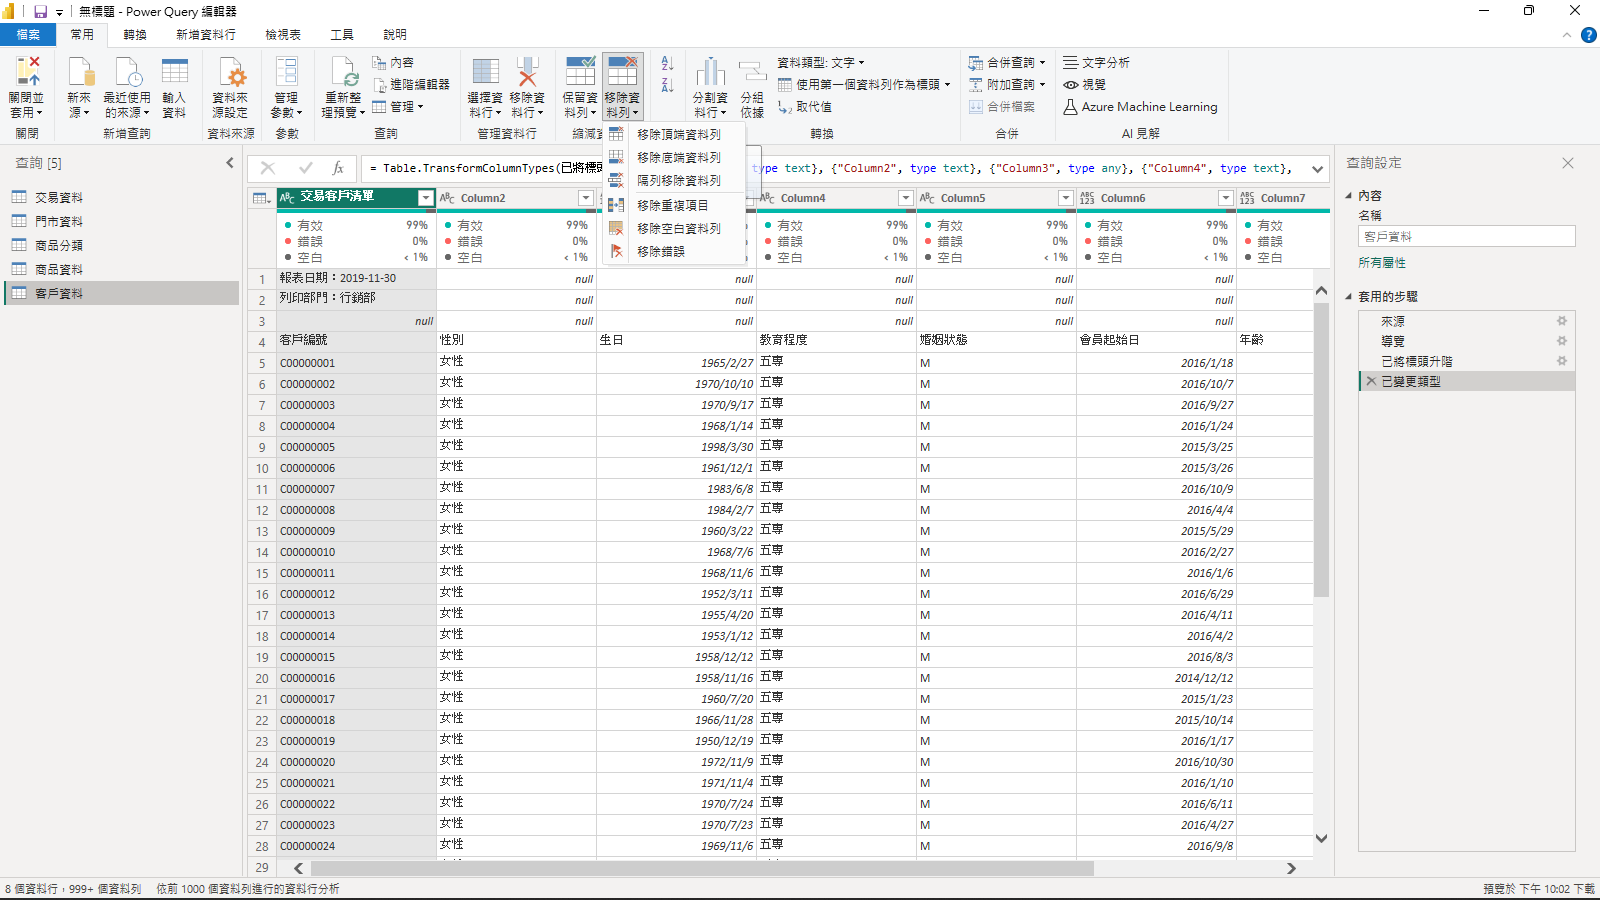 無標題 - Power Query 編輯器
檔案 常用 轉換 新增資料行 檢視表 工具 說明
關閉並
套用
關閉
新來
源
最近使用
的來源
輸入
資料
新增查詢
資料來
源設定
資料來源
管理
參數
參數
重新整
理預覽
內容
進階編輯器
管理
查詢
選擇資
料行
移除資
料行
管理資料行
保留資
料列
移除資
料列
縮減資
分割資
料行
分組
依據
資料類型: 文字
使用第一個資料列作為標頭
取代值
轉換
合併查詢
附加查詢
合併檔案
合併
文字分析
視覺
Azure Machine Learning
AI 見解
移除頂端資料列
移除底端資料列
隔列移除資料列
移除重複項目
移除空白資料列
移除錯誤
查詢 [5]
交易資料
門市資料
商品分類
商品資料
客戶資料
= Table.TransformColumnTypes(已將標 type text}, {"Column2", type text}, {"Column3", type any}, {"Column4", type text},
交易客戶清單 Column2 Column4 Column5 Column6 Column7
有效 99% 有效 99% 有效 99% 有效 99% 有效 99% 有效
錯誤 0% 錯誤 0% 錯誤 0% 錯誤 0% 錯誤 0% 錯誤
空白 < 1% 空白 < 1% 空白 < 1% 空白 < 1% 空白 < 1% 空白
1 報表日期：2019-11-30 null null null null null
2 列印部門：行銷部 null null null null null
3 null null null null null null
4 客戶編號 性別 生日 教育程度 婚姻狀態 會員起始日 年齡
5 C00000001 女性 1965/2/27 五專 M 2016/1/18
6 C00000002 女性 1970/10/10 五專 M 2016/10/7
7 C00000003 女性 1970/9/17 五專 M 2016/9/27
8 C00000004 女性 1968/1/14 五專 M 2016/1/24
9 C00000005 女性 1998/3/30 五專 M 2015/3/25
10 C00000006 女性 1961/12/1 五專 M 2015/3/26
11 C00000007 女性 1983/6/8 五專 M 2016/10/9
12 C00000008 女性 1984/2/7 五專 M 2016/4/4
13 C00000009 女性 1960/3/22 五專 M 2015/5/29
14 C00000010 女性 1968/7/6 五專 M 2016/2/27
15 C00000011 女性 1968/11/6 五專 M 2016/1/6
16 C00000012 女性 1952/3/11 五專 M 2016/6/29
17 C00000013 女性 1955/4/20 五專 M 2016/4/11
18 C00000014 女性 1953/1/12 五專 M 2016/4/2
19 C00000015 女性 1958/12/12 五專 M 2016/8/3
20 C00000016 女性 1958/11/16 五專 M 2014/12/12
21 C00000017 女性 1960/7/20 五專 M 2015/1/23
22 C00000018 女性 1966/11/28 五專 M 2015/10/14
23 C00000019 女性 1950/12/19 五專 M 2016/1/17
24 C00000020 女性 1972/11/9 五專 M 2016/10/30
25 C00000021 女性 1971/11/4 五專 M 2016/1/10
26 C00000022 女性 1970/7/24 五專 M 2016/6/11
27 C00000023 女性 1970/7/23 五專 M 2016/4/27
28 C00000024 女性 1969/11/6 五專 M 2016/9/8
29
查詢設定
內容
名稱
客戶資料
所有屬性
套用的步驟
來源
導覽
已將標頭升階
已變更類型
8 個資料行，999+ 個資料列 依前 1000 個資料列進行的資料行分析
預覽於 下午 10:02 下載